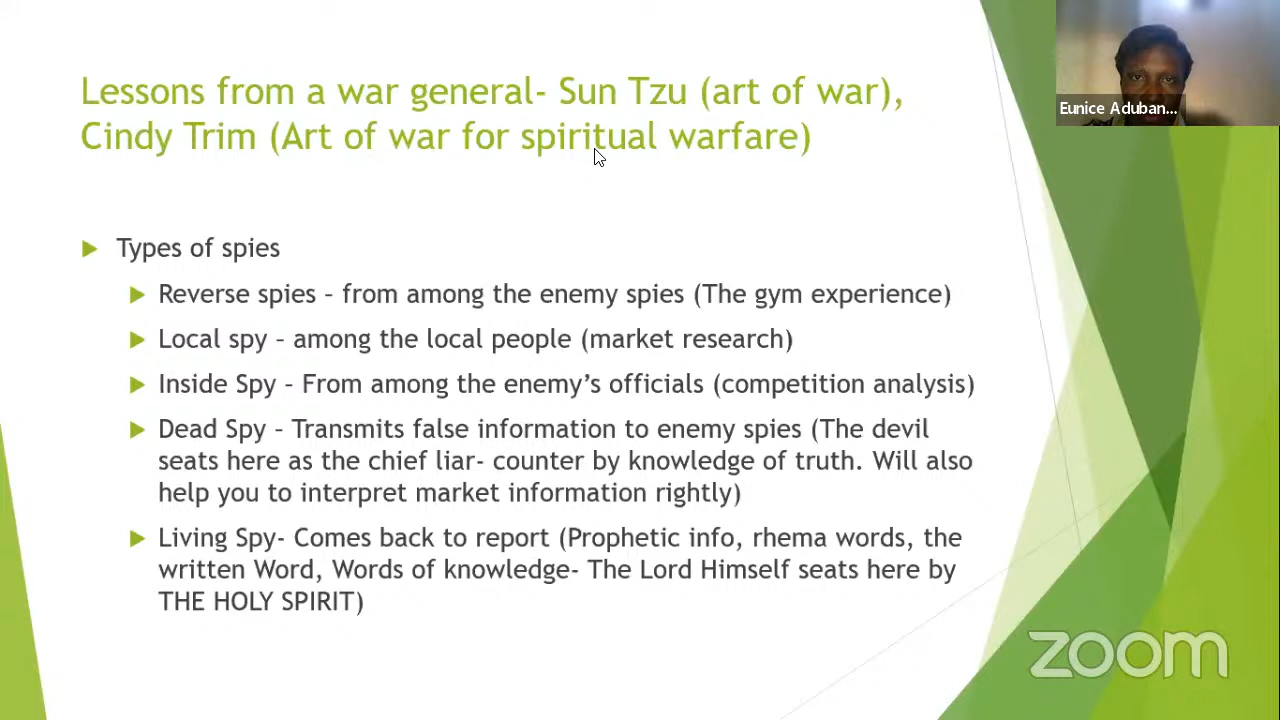 Lessons from a war general- Sun Tzu (art of war),
Cindy Trim (Art of war for spiritual warfare)
Eunice Aduban...
Types of spies
Reverse spies – from among the enemy spies (The gym experience)
Local spy – among the local people (market research)
Inside Spy – From among the enemy's officials (competition analysis)
Dead Spy – Transmits false information to enemy spies (The devil
seats here as the chief liar- counter by knowledge of truth. Will also
help you to interpret market information rightly)
Living Spy- Comes back to report (Prophetic info, rhema words, the
written Word, Words of knowledge- The Lord Himself seats here by
THE HOLY SPIRIT)
zoom